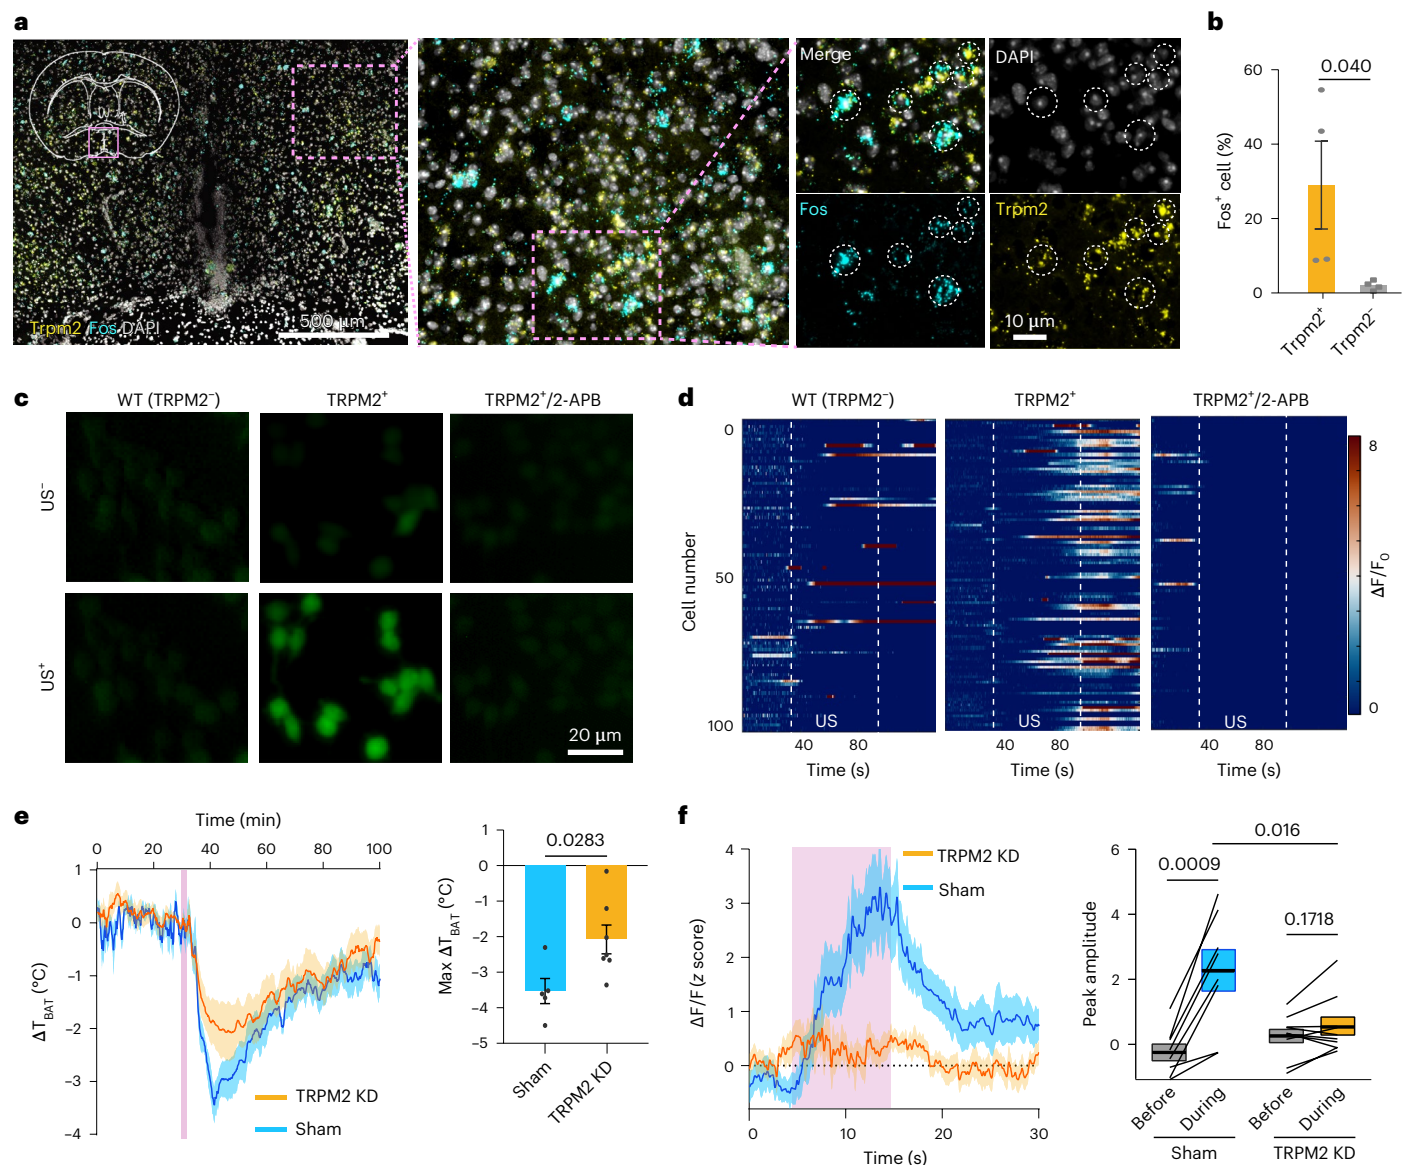 a
Trpm2 Fos DAPI
500 µm
Merge
DAPI
Fos
Trpm2
10 µm
b
0.040
60
40
20
0
Fos+ cell (%)
Trpm2+
Trpm2−
c
WT (TRPM2−)
TRPM2+
TRPM2+/2-APB
US−
US+
20 µm
d
WT (TRPM2−)
TRPM2+
TRPM2+/2-APB
Cell number
0
50
100
US
US
US
40 80
40 80
40 80
Time (s)
Time (s)
Time (s)
8
0
ΔF/F0
e
Time (min)
0 20 40 60 80 100
1
0
−1
−2
−3
−4
ΔTBAT (°C)
TRPM2 KD
Sham
0.0283
1
0
−1
−2
−3
−4
−5
Max ΔTBAT (°C)
Sham
TRPM2 KD
f
4
3
2
1
0
ΔF/F (z score)
TRPM2 KD
Sham
0 10 20 30
Time (s)
0.016
0.0009
0.1718
6
4
2
0
Peak amplitude
Before
During
Before
During
Sham
TRPM2 KD